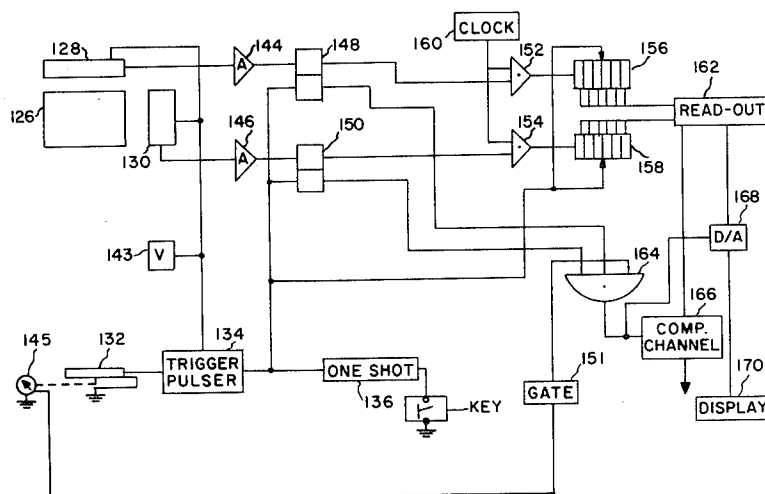 128
126
130
A
144
A
146
148
150
CLOCK
160
152
154
156
158
READ-OUT
162
164
D/A
168
COMP. CHANNEL
166
DISPLAY
170
V
143
145
132
TRIGGER PULSER
134
ONE SHOT
136
KEY
GATE
151